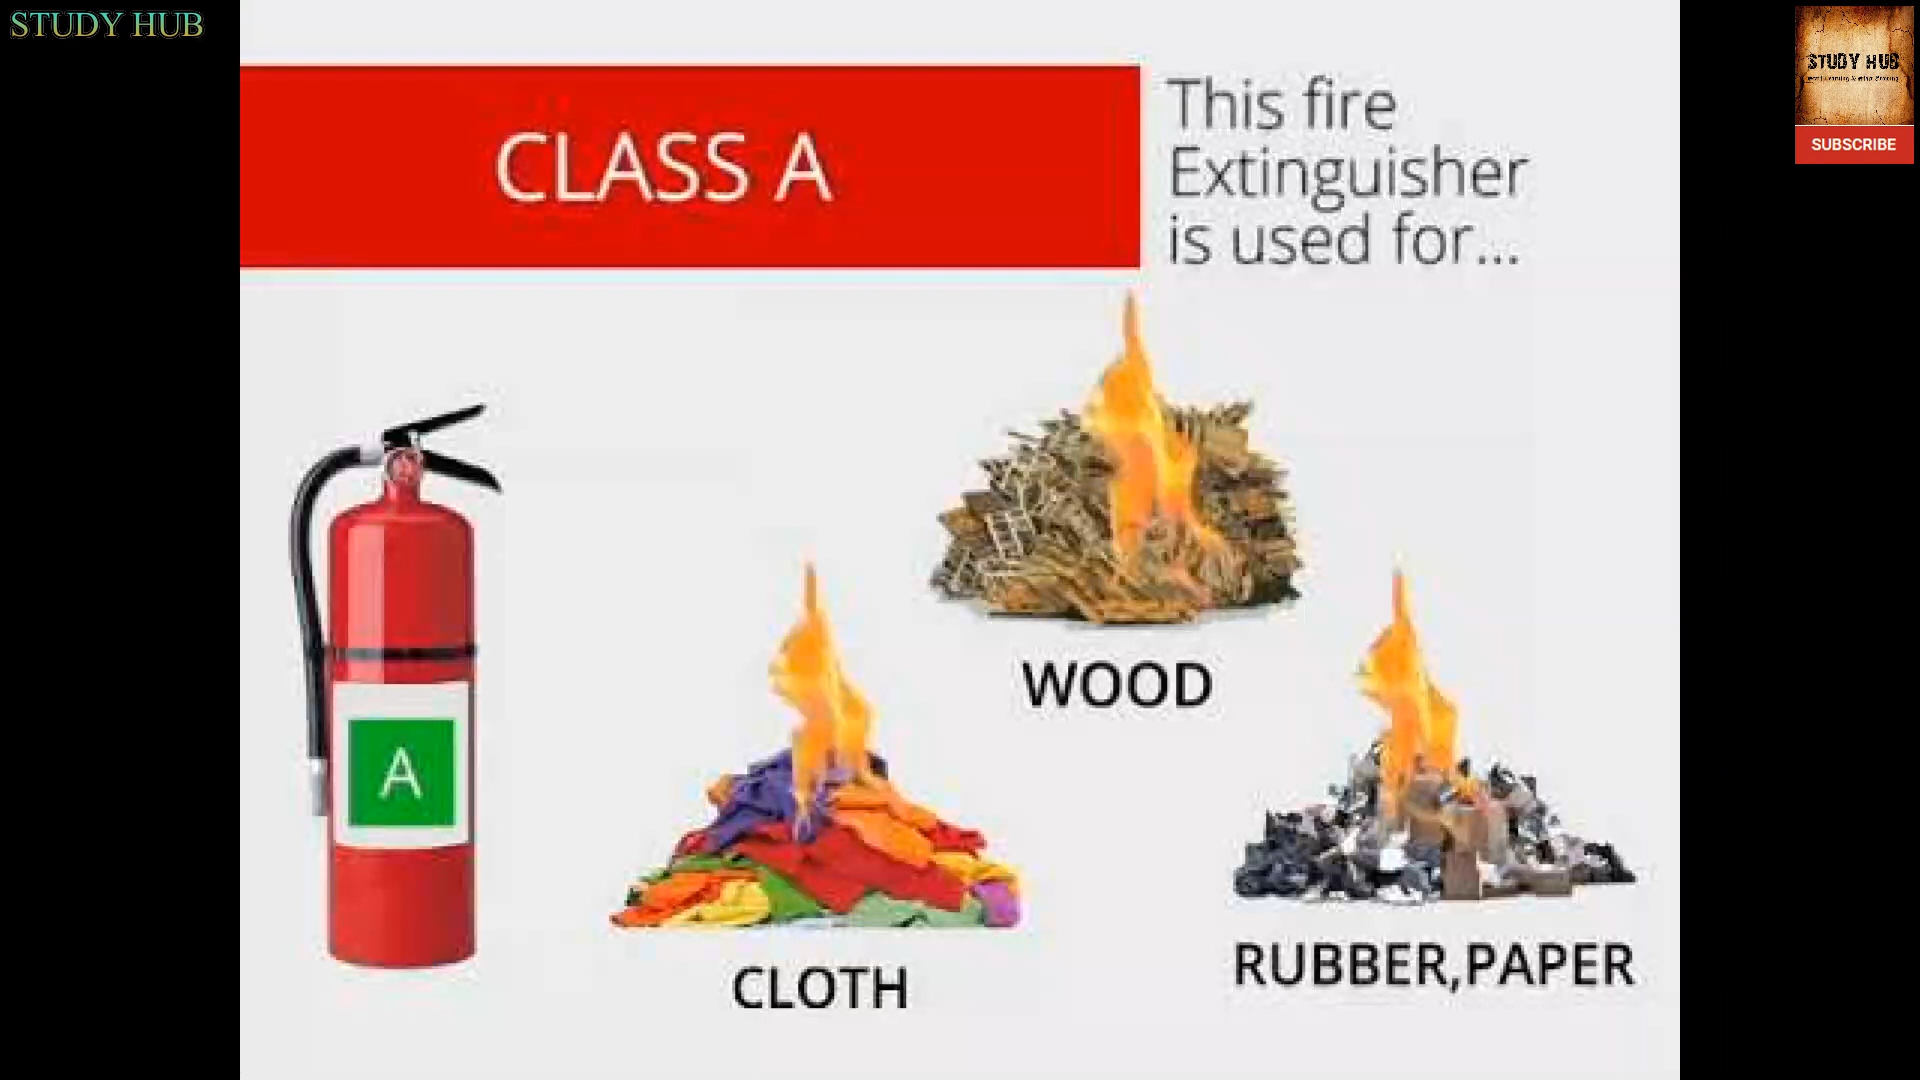 STUDY HUB
CLASS A
This fire
Extinguisher
is used for...
STUDY HUB
SUBSCRIBE
A
WOOD
CLOTH
RUBBER,PAPER